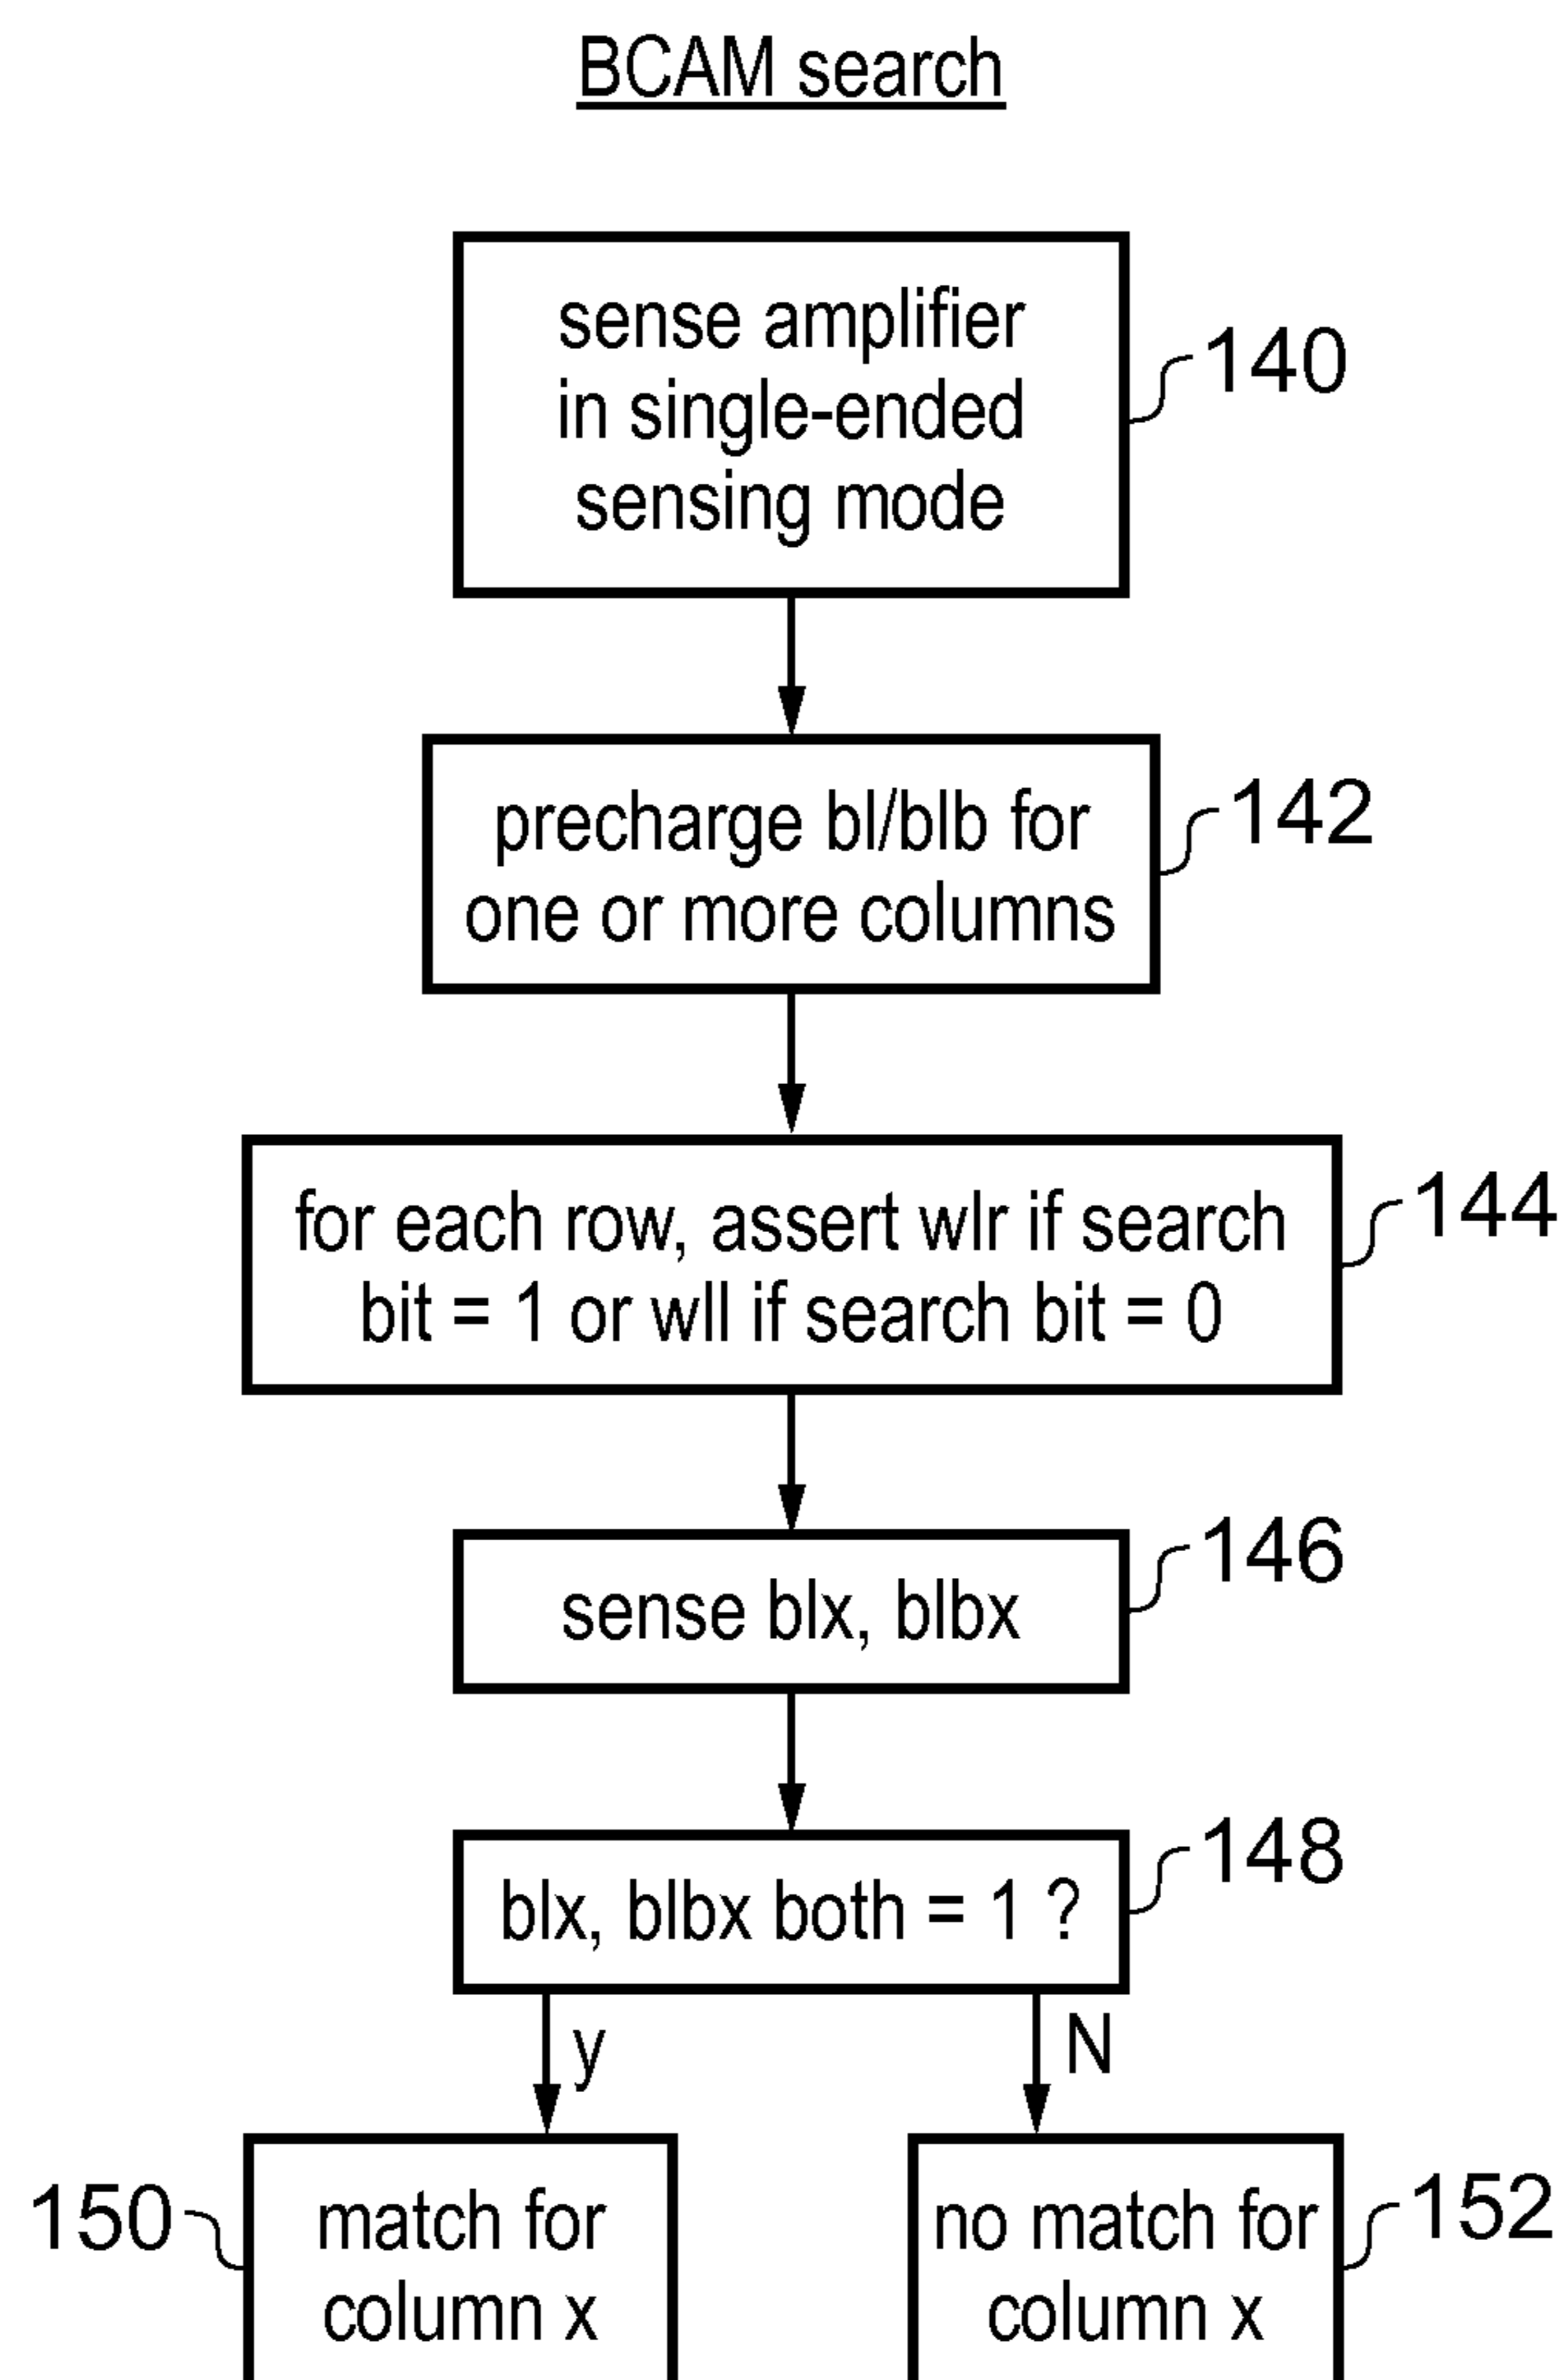 BCAM search
sense amplifier
in single-ended
sensing mode
140
precharge bl/blb for
one or more columns
142
for each row, assert wlr if search
bit = 1 or wll if search bit = 0
144
sense blx, blbx
146
blx, blbx both = 1 ?
148
y
N
150
match for
column x
no match for
column x
152